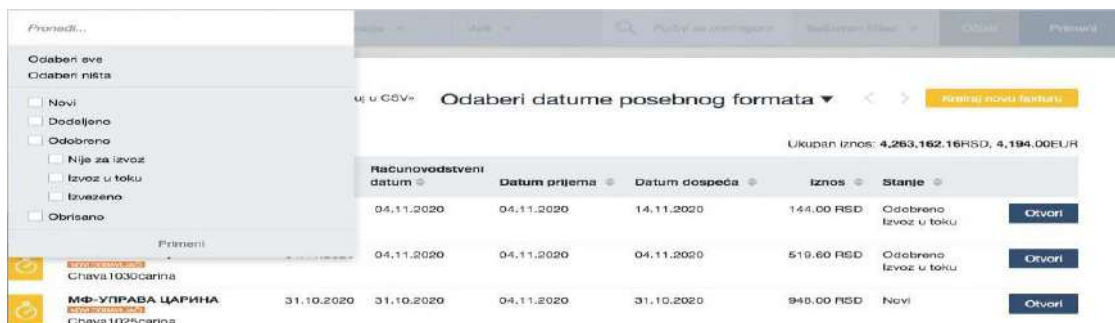 Pronađi...
Odaberi sve
Odaberi ništa
Novi
Dodeljeno
Odobreno
Nije za izvoz
Izvoz u toku
Izvezeno
Obrisano
Primeni
Otkaži Primeni
uj u CSV» Odaberi datume posebnog formata ▼ < > Kreiraj novu fakturu
Ukupan iznos: 4,263,162.16RSD, 4,194.00EUR
Računovodstveni datum Datum prijema Datum dospeća Iznos Stanje
04.11.2020 04.11.2020 14.11.2020 144.00 RSD Odobreno Otvori
Izvoz u toku
04.11.2020 04.11.2020 04.11.2020 519.60 RSD Odobreno Otvori
Izvoz u toku
Chava1030carina
МФ-УПРАВА ЦАРИНА 31.10.2020 31.10.2020 04.11.2020 31.10.2020 948.00 RSD Novi Otvori
Chava1025carina